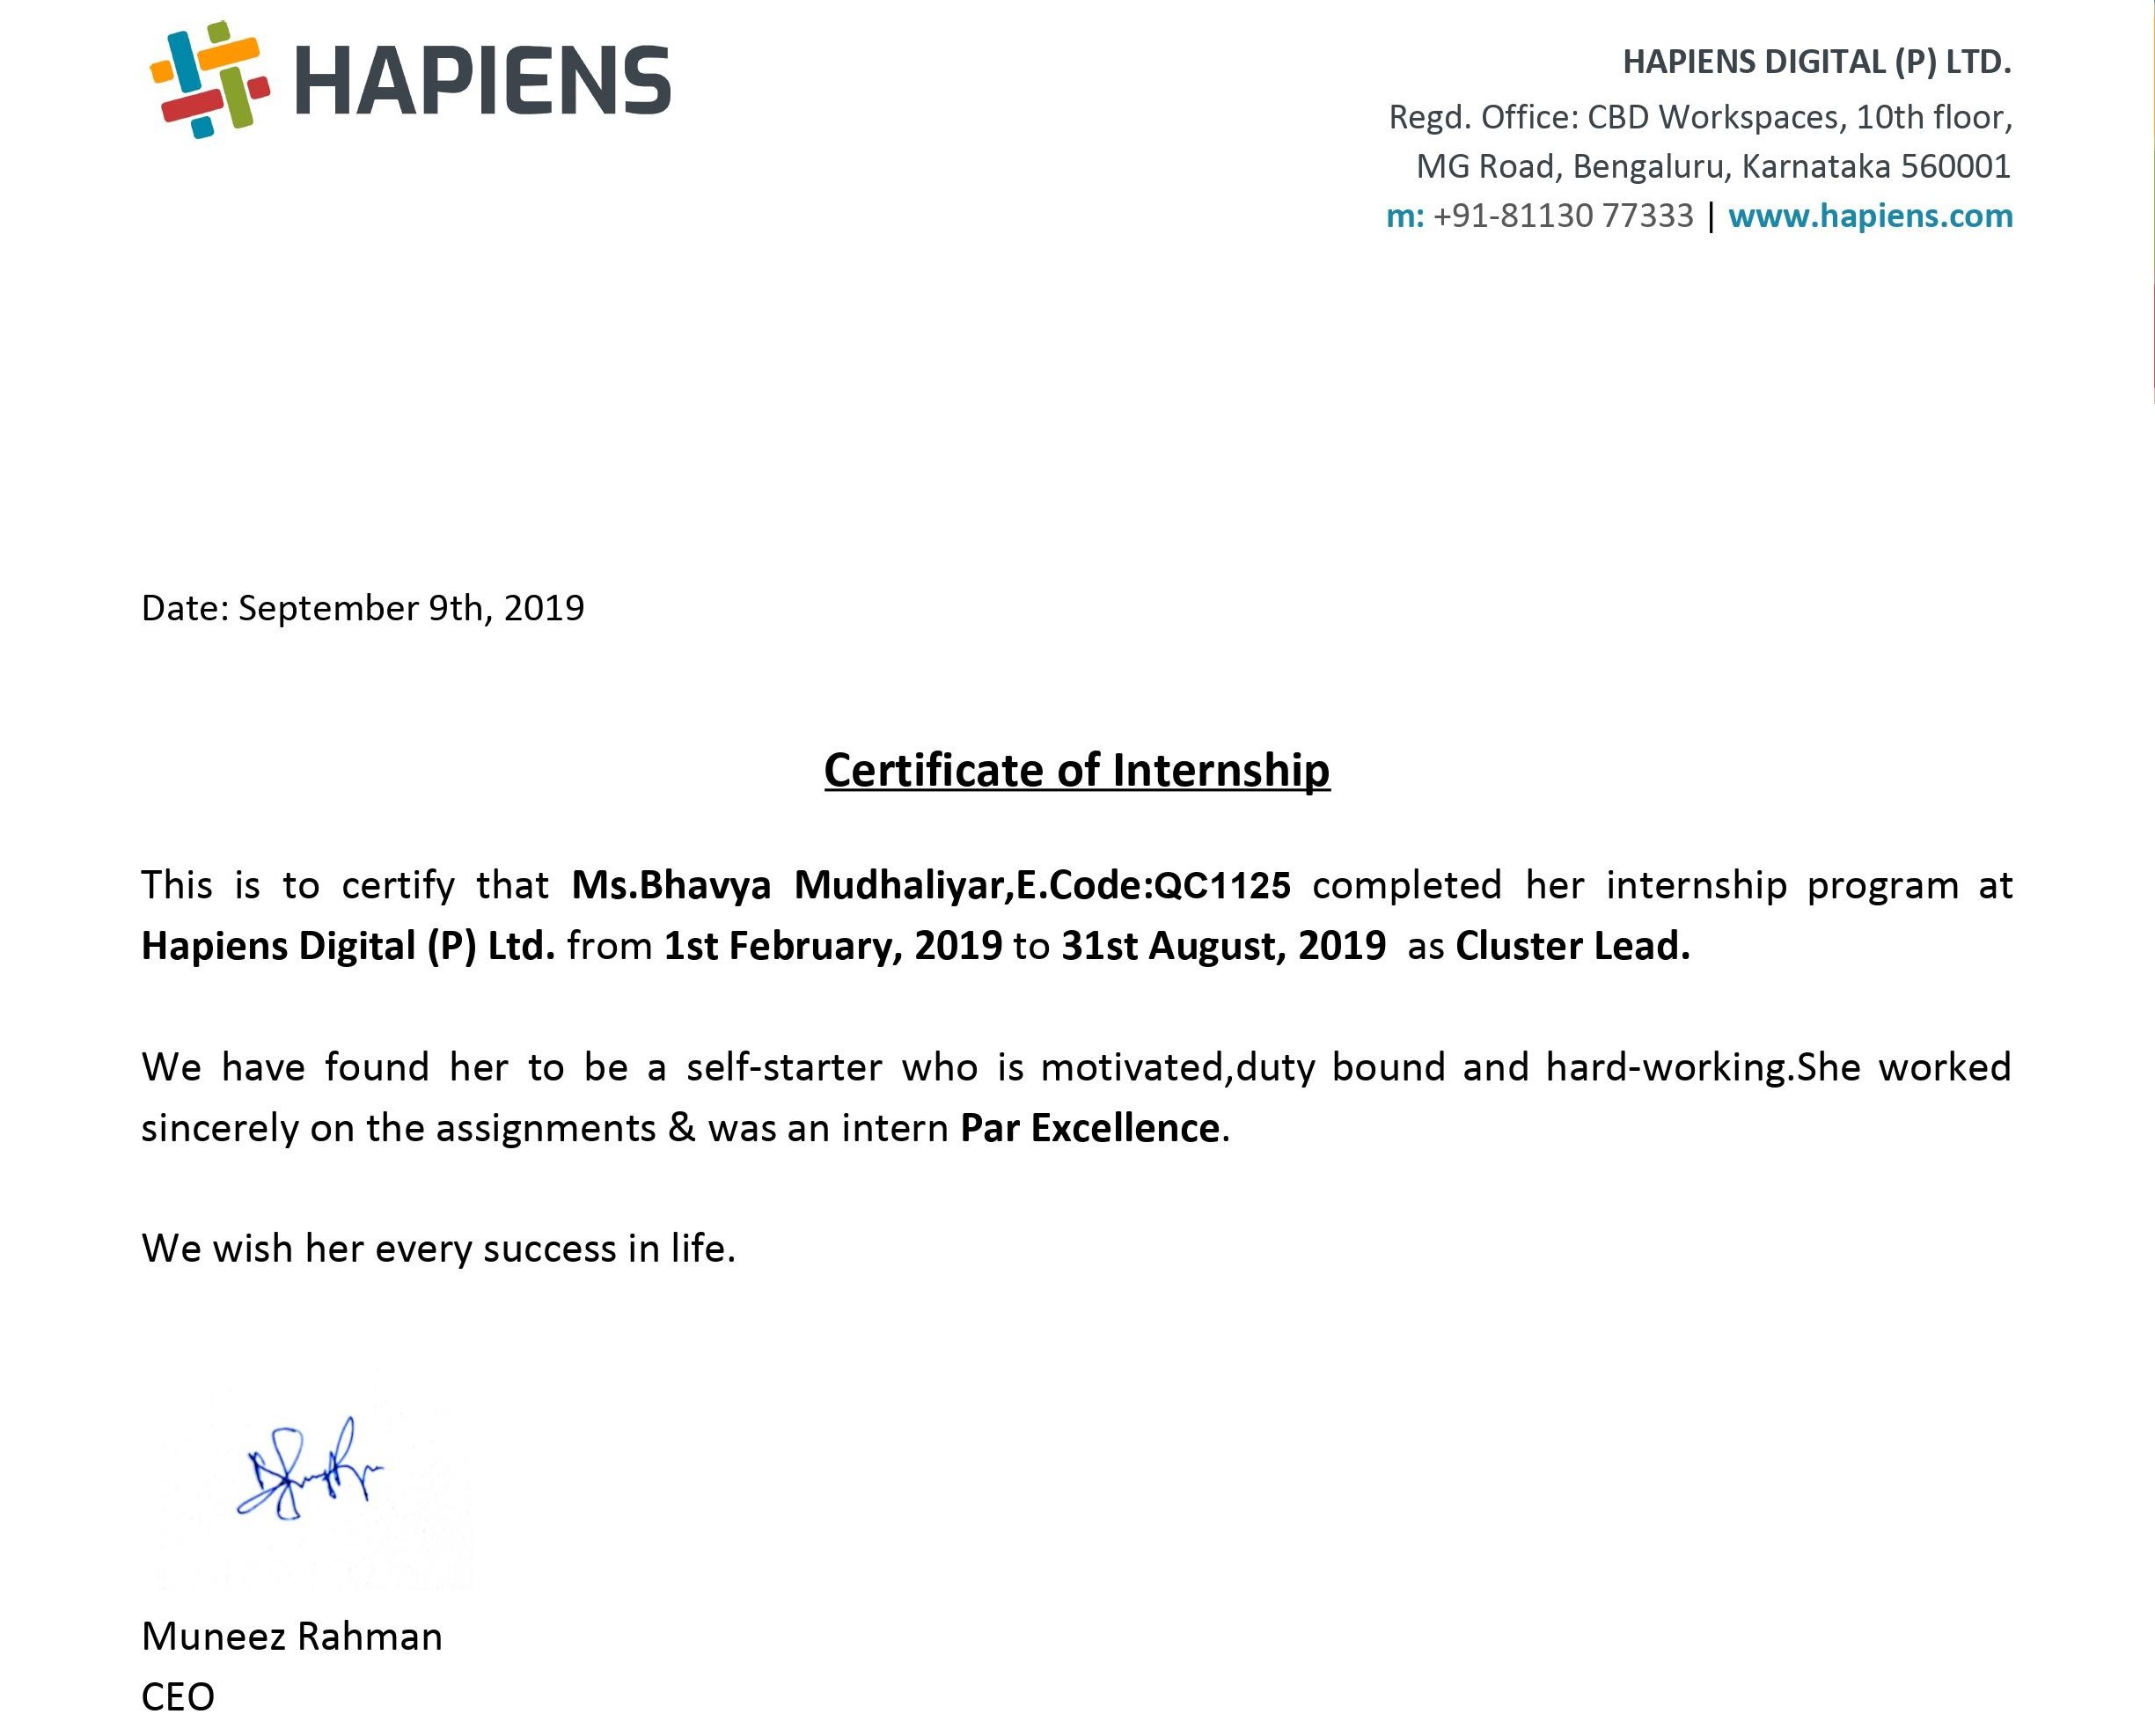 HAPIENS
HAPIENS DIGITAL (P) LTD.
Regd. Office: CBD Workspaces, 10th floor,
MG Road, Bengaluru, Karnataka 560001
m: +91-81130 77333 | www.hapiens.com
Date: September 9th, 2019
Certificate of Internship
This is to certify that Ms.Bhavya Mudhaliyar,E.Code:QC1125 completed her internship program at
Hapiens Digital (P) Ltd. from 1st February, 2019 to 31st August, 2019 as Cluster Lead.
We have found her to be a self-starter who is motivated,duty bound and hard-working.She worked
sincerely on the assignments & was an intern Par Excellence.
We wish her every success in life.
Muneez Rahman
CEO